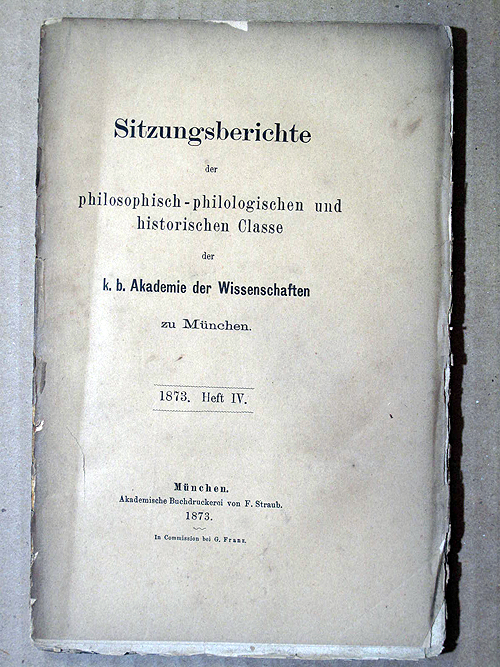 Sitzungsberichte
der
philosophisch-philologischen und
historischen Classe
der
k. b. Akademie der Wissenschaften
zu München.
1873. Heft IV.
München.
Akademische Buchdruckerei von F. Straub.
1873.
In Commission bei G. Franz.